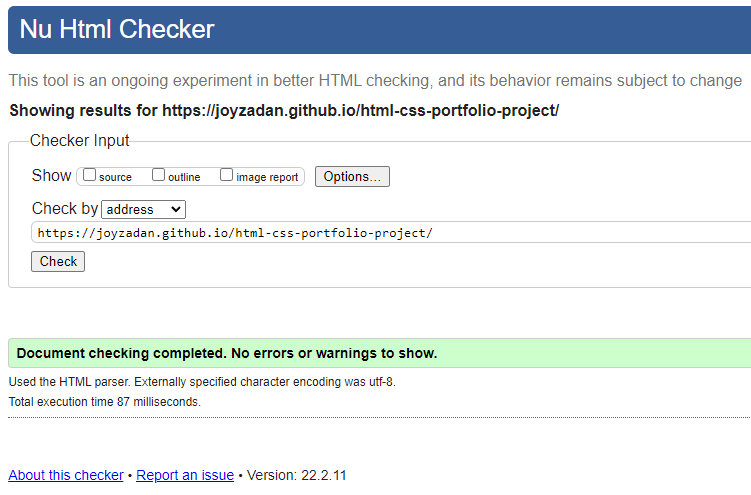 Nu Html Checker
This tool is an ongoing experiment in better HTML checking, and its behavior remains subject to change
Showing results for https://joyzadan.github.io/html-css-portfolio-project/
Checker Input
Show source outline image report Options...
Check by address
https://joyzadan.github.io/html-css-portfolio-project/
Check
Document checking completed. No errors or warnings to show.
Used the HTML parser. Externally specified character encoding was utf-8.
Total execution time 87 milliseconds.
About this checker • Report an issue • Version: 22.2.11